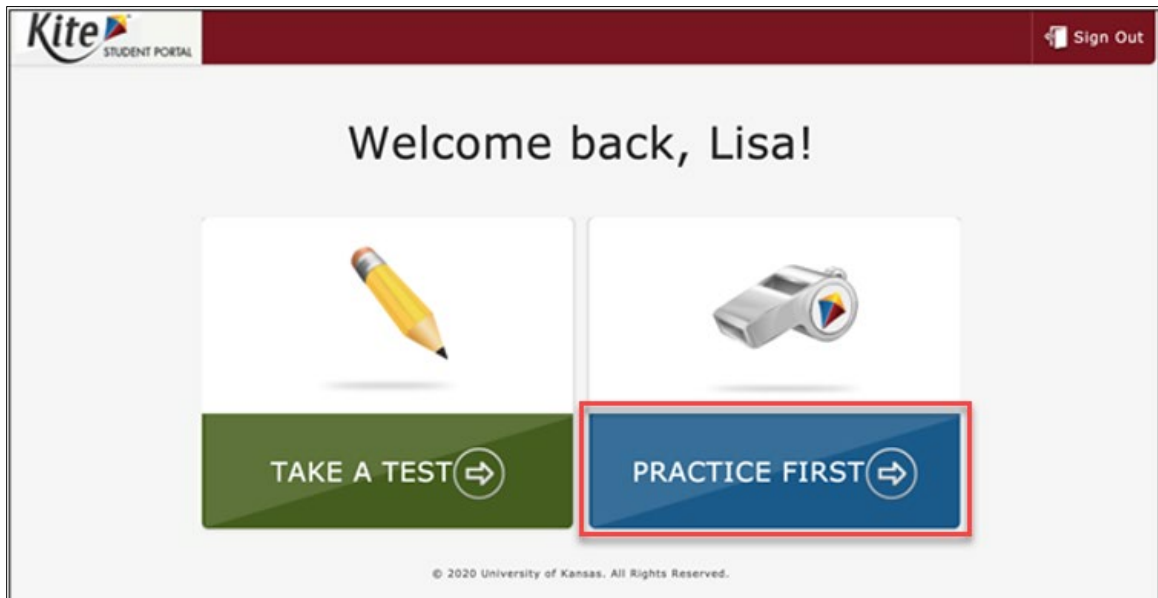 Kite
STUDENT PORTAL
Sign Out
Welcome back, Lisa!
TAKE A TEST
PRACTICE FIRST
© 2020 University of Kansas. All Rights Reserved.